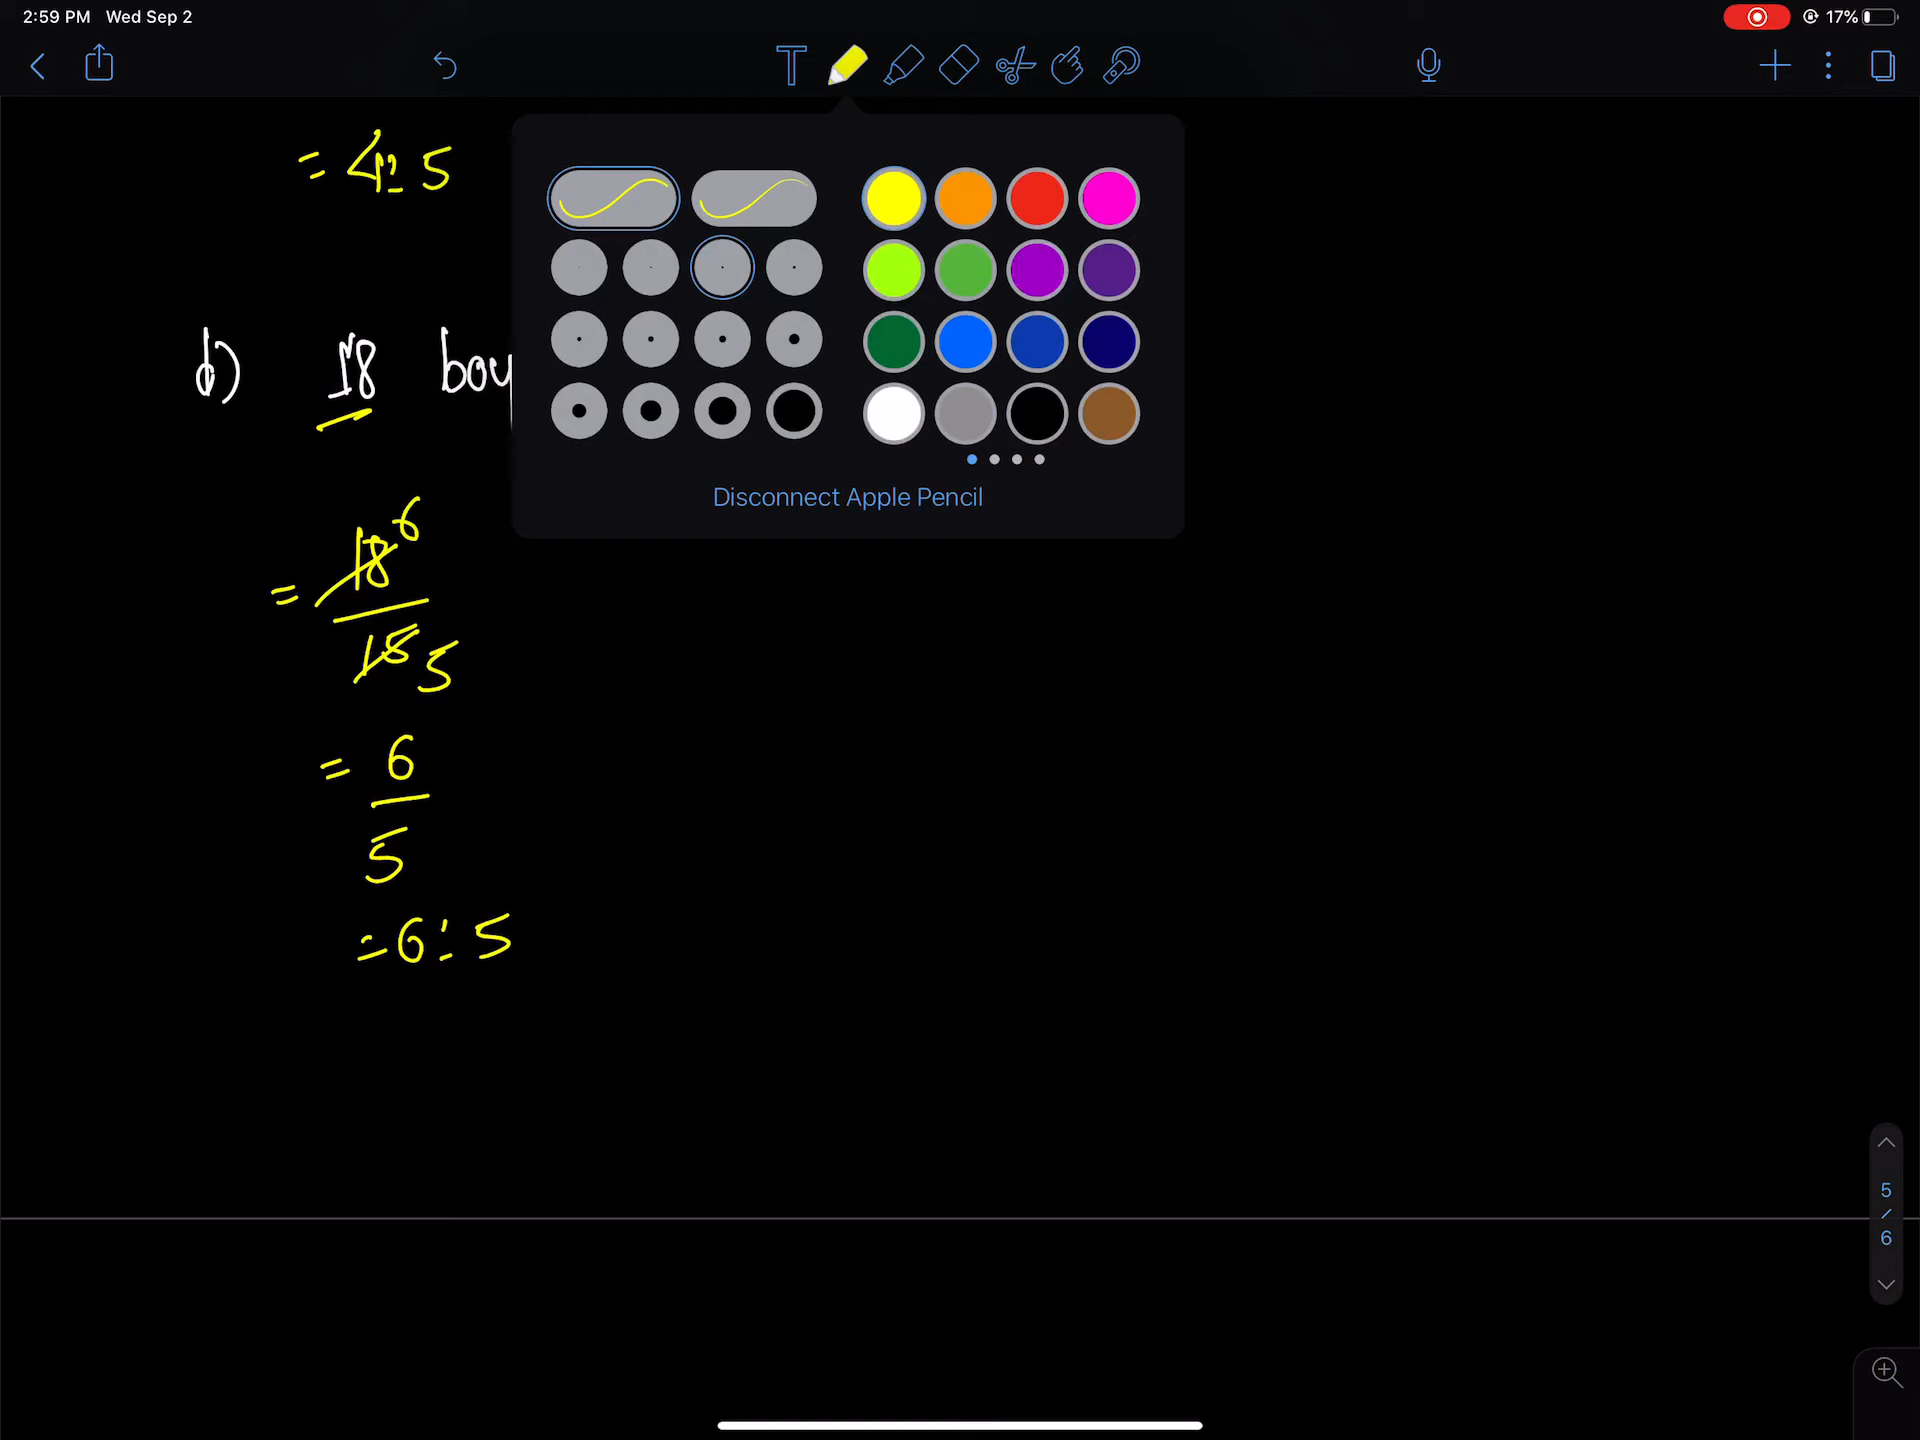 2:59 PM Wed Sep 2
17%
= 4 : 5
d) 18 boy
Disconnect Apple Pencil
= 18 6
15 5
= 6
5
= 6 : 5
5
/
6